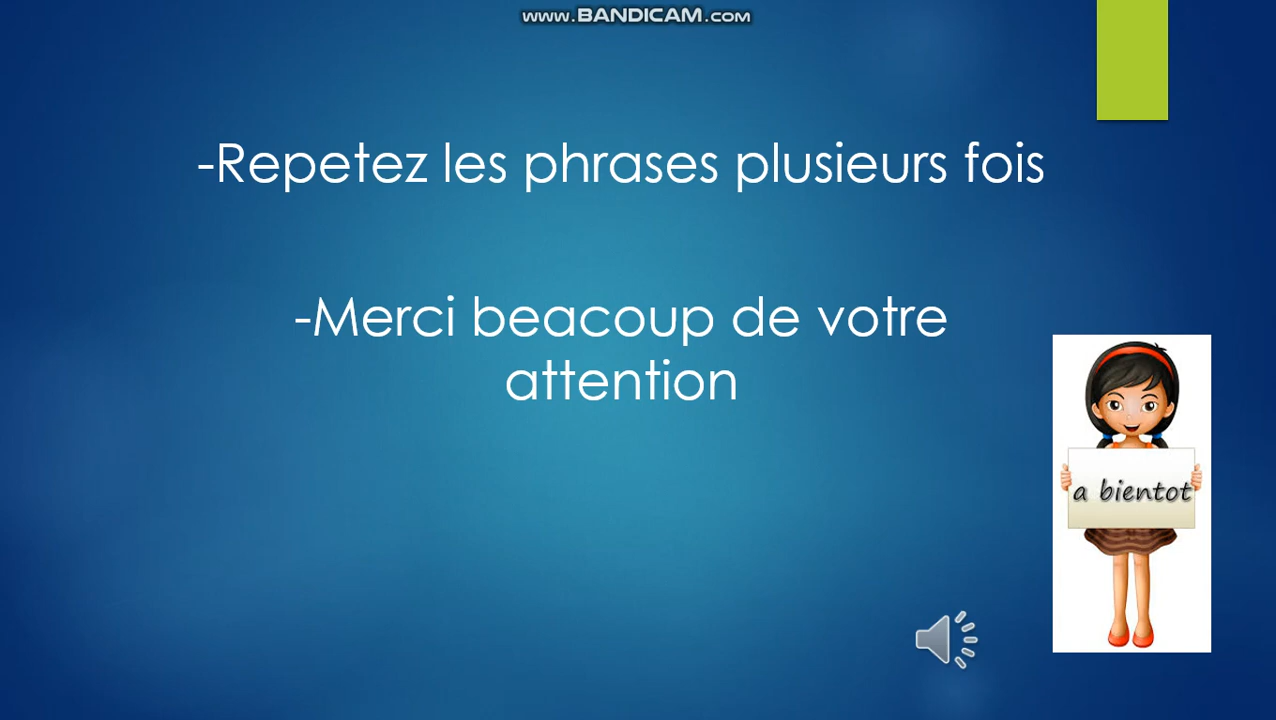 www.BANDICAM.com
-Repetez les phrases plusieurs fois
-Merci beacoup de votre
attention
a bientot